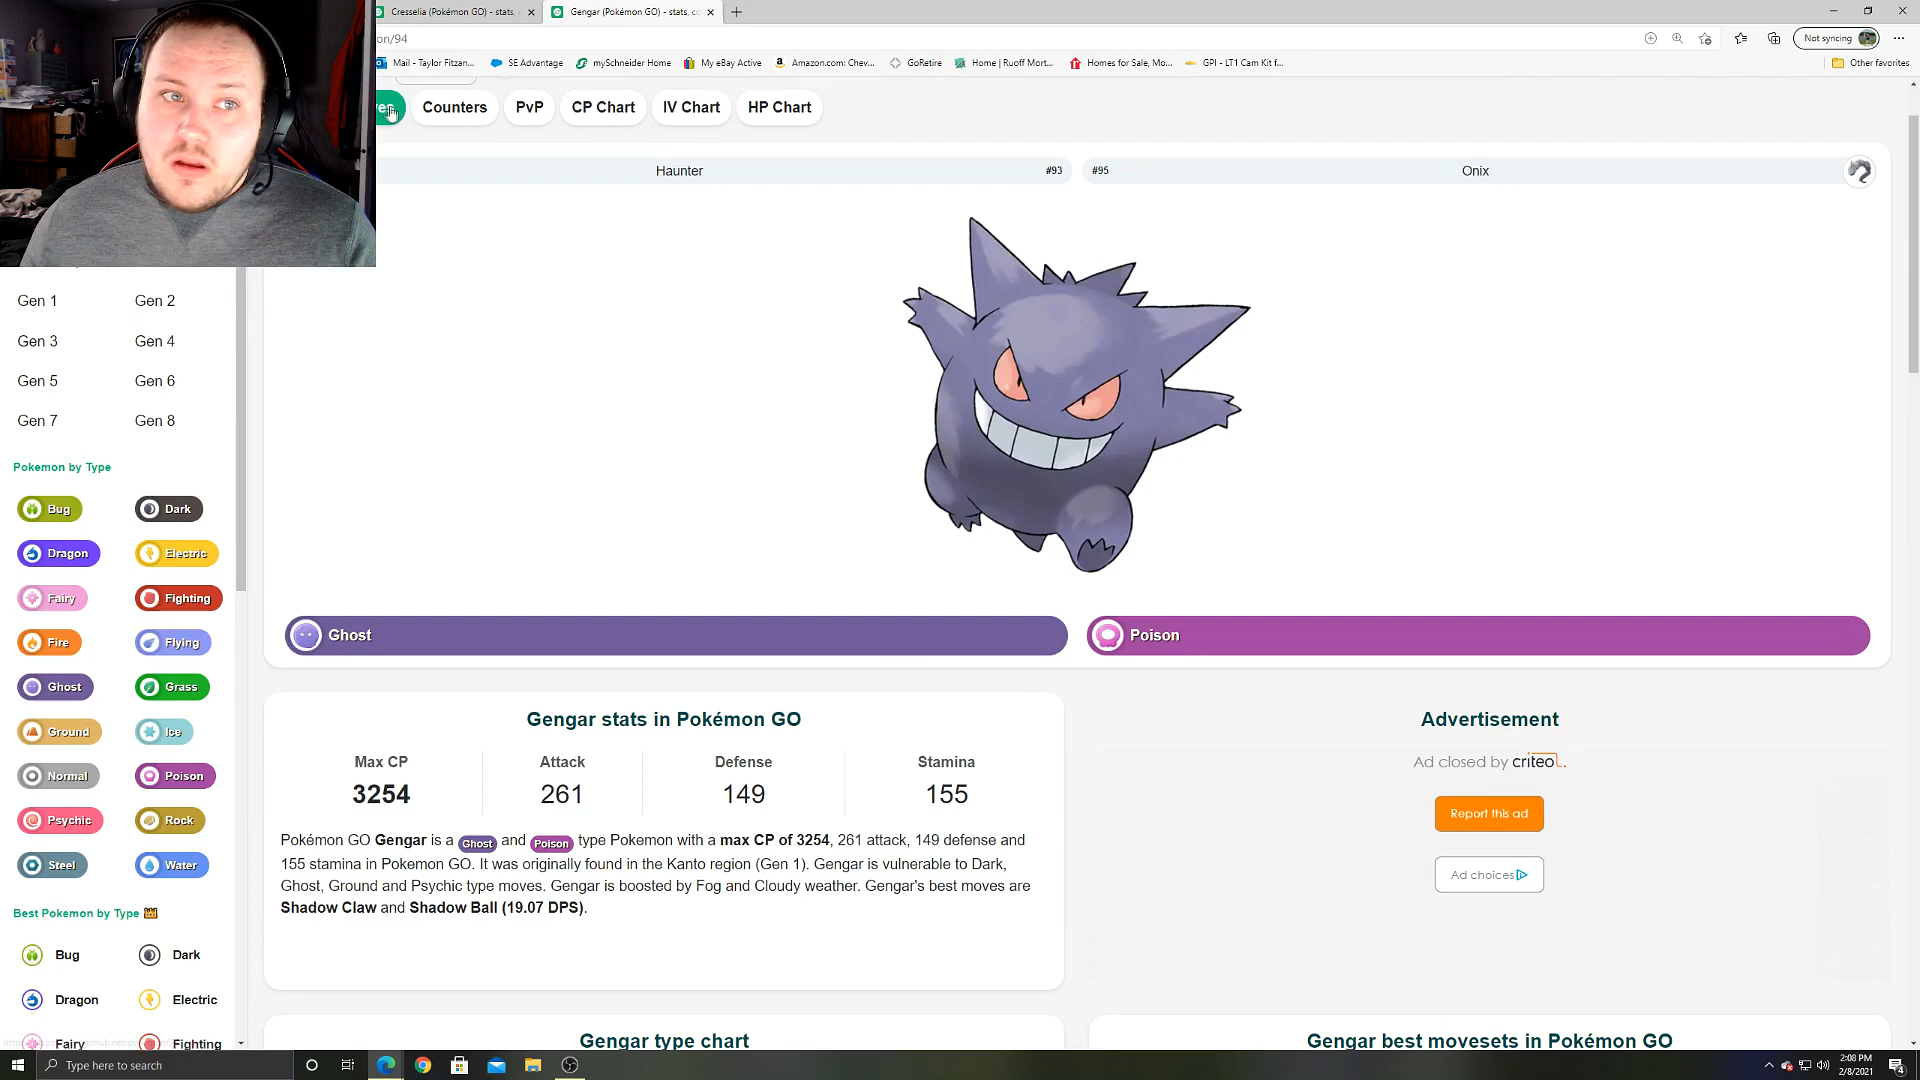 Cresselia (Pokémon GO) - stats,
Gengar (Pokémon GO) - stats, co
on/94
Not syncing
Mail - Taylor Fitzan...
SE Advantage
mySchneider Home
My eBay Active
Amazon.com: Chev...
GoRetire
Home | Ruoff Mort...
Homes for Sale, Mo...
GPI - LT1 Cam Kit f...
Other favorites
Counters
PvP
CP Chart
IV Chart
HP Chart
Haunter
#93
#95
Onix
Gen 1
Gen 2
Gen 3
Gen 4
Gen 5
Gen 6
Gen 7
Gen 8
Pokemon by Type
Bug
Dark
Dragon
Electric
Fairy
Fighting
Fire
Flying
Ghost
Grass
Ground
Ice
Normal
Poison
Psychic
Rock
Steel
Water
Best Pokemon by Type
Bug
Dark
Dragon
Electric
Fairy
Fighting
Ghost
Poison
Gengar stats in Pokémon GO
Max CP
Attack
Defense
Stamina
3254
261
149
155
Pokémon GO Gengar is a Ghost and Poison type Pokemon with a max CP of 3254, 261 attack, 149 defense and
155 stamina in Pokemon GO. It was originally found in the Kanto region (Gen 1). Gengar is vulnerable to Dark,
Ghost, Ground and Psychic type moves. Gengar is boosted by Fog and Cloudy weather. Gengar's best moves are
Shadow Claw and Shadow Ball (19.07 DPS).
Advertisement
Ad closed by criteo.
Report this ad
Ad choices
Gengar type chart
Gengar best movesets in Pokémon GO
Type here to search
2:08 PM
2/8/2021
4